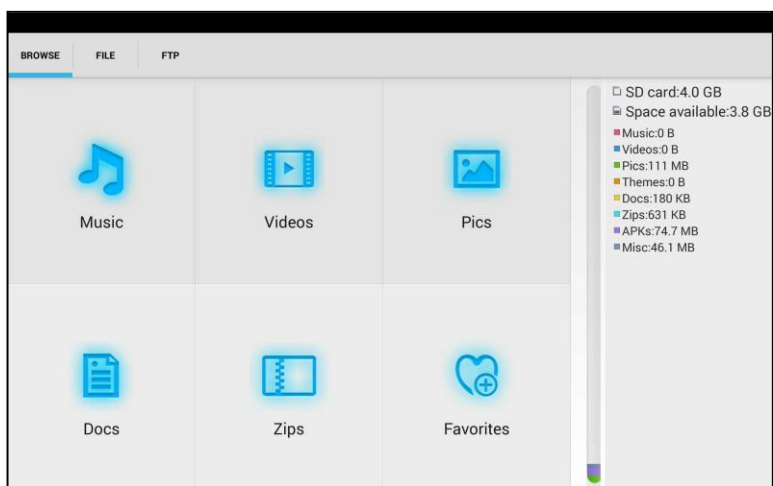 BROWSE FILE FTP
SD card:4.0 GB
Space available:3.8 GB
Music:0 B
Videos:0 B
Pics:111 MB
Themes:0 B
Docs:180 KB
Zips:631 KB
APKs:74.7 MB
Misc:46.1 MB
Music Videos Pics
Docs Zips Favorites